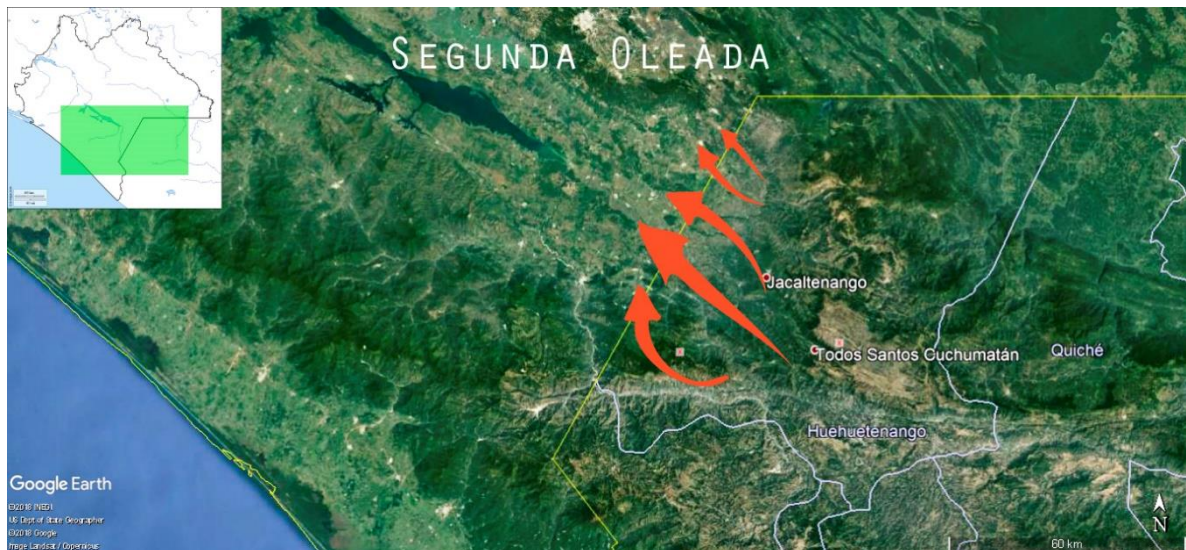 SEGUNDA OLEÀDA
Jacaltenango
Todos Santos Cuchumatán
Quiché
Huehuetenango
Google Earth
©2018 INEGI
US Dept of State Geographer
©2018 Google
Image Landsat / Copernicus
N
60 km